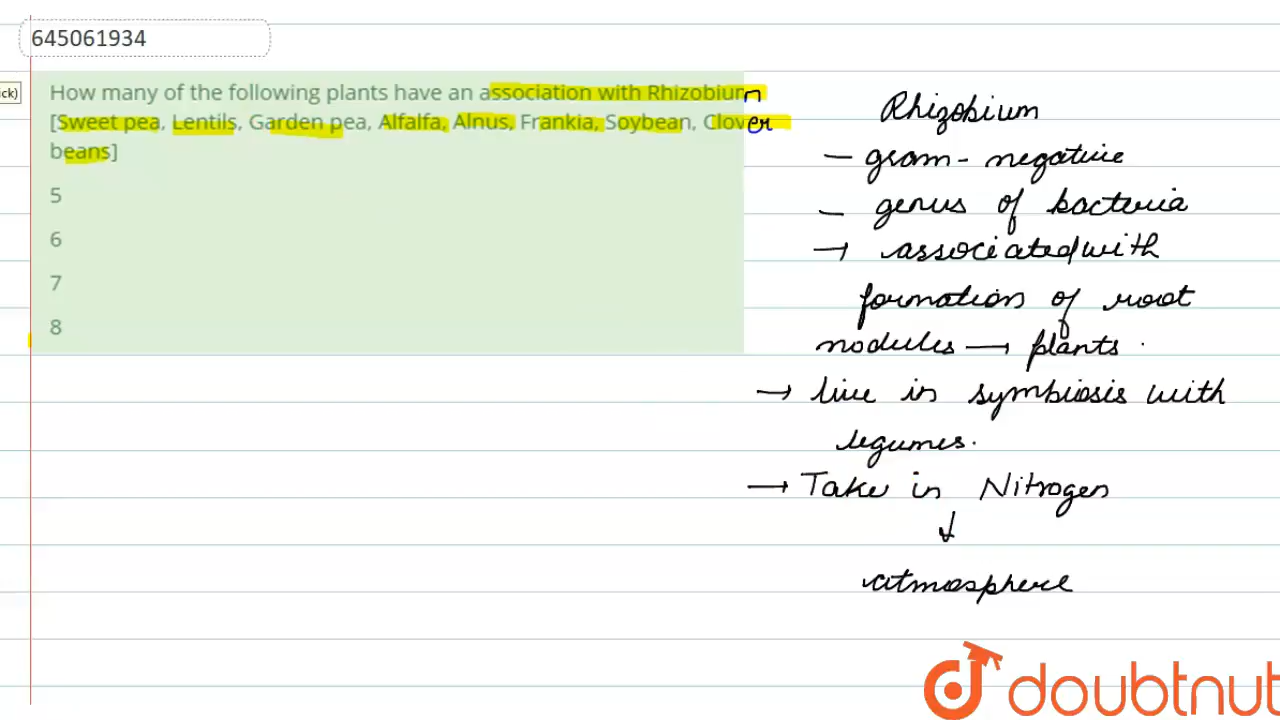 645061934
ick)
How many of the following plants have an association with Rhizobium
[Sweet pea, Lentils, Garden pea, Alfalfa, Alnus, Frankia, Soybean, Clover
beans]
5
6
7
8
Rhizobium
- gram-negative
- genus of bacteria
→ associated with
formation of root
nodules → plants.
→ live in symbiosis with
legumes.
→ Take in Nitrogen
↓
atmosphere
doubtnut